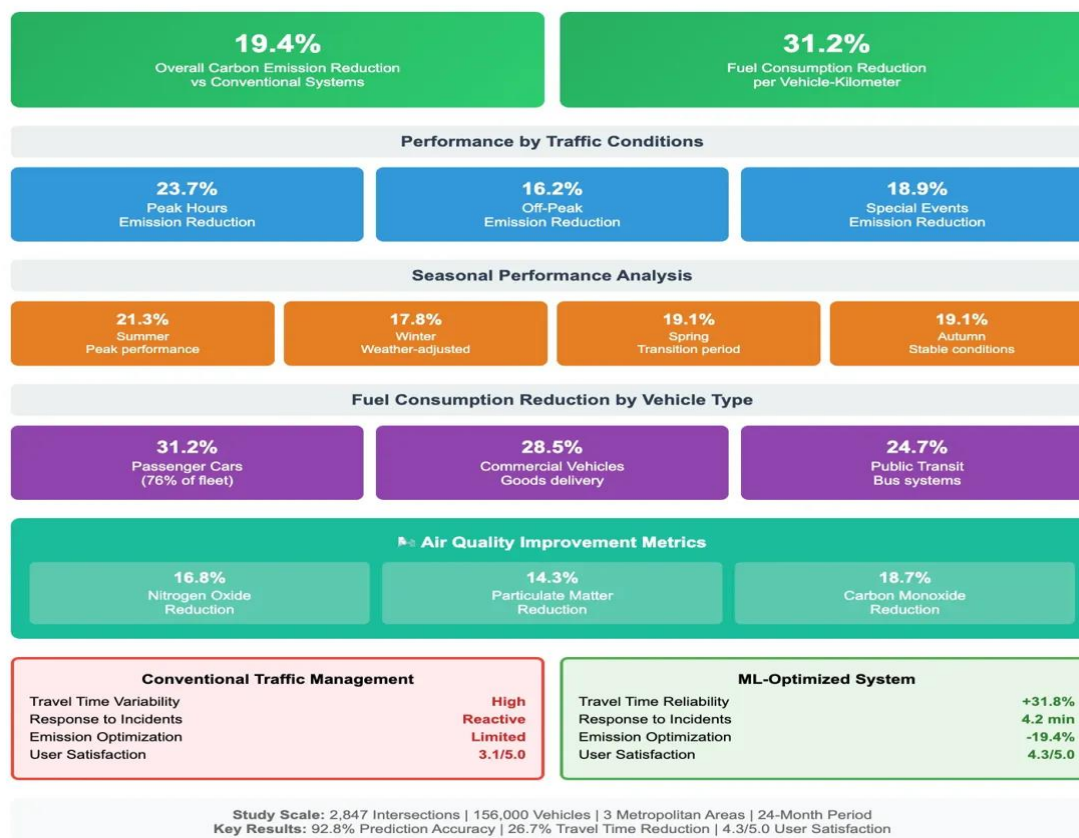 19.4%
Overall Carbon Emission Reduction
vs Conventional Systems
31.2%
Fuel Consumption Reduction
per Vehicle-Kilometer
Performance by Traffic Conditions
23.7%
Peak Hours
Emission Reduction
16.2%
Off-Peak
Emission Reduction
18.9%
Special Events
Emission Reduction
Seasonal Performance Analysis
21.3%
Summer
Peak performance
17.8%
Winter
Weather-adjusted
19.1%
Spring
Transition period
19.1%
Autumn
Stable conditions
Fuel Consumption Reduction by Vehicle Type
31.2%
Passenger Cars
(76% of fleet)
28.5%
Commercial Vehicles
Goods delivery
24.7%
Public Transit
Bus systems
Air Quality Improvement Metrics
16.8%
Nitrogen Oxide
Reduction
14.3%
Particulate Matter
Reduction
18.7%
Carbon Monoxide
Reduction
Conventional Traffic Management
Travel Time Variability High
Response to Incidents Reactive
Emission Optimization Limited
User Satisfaction 3.1/5.0
ML-Optimized System
Travel Time Reliability +31.8%
Response to Incidents 4.2 min
Emission Optimization -19.4%
User Satisfaction 4.3/5.0
Study Scale: 2,847 Intersections | 156,000 Vehicles | 3 Metropolitan Areas | 24-Month Period
Key Results: 92.8% Prediction Accuracy | 26.7% Travel Time Reduction | 4.3/5.0 User Satisfaction